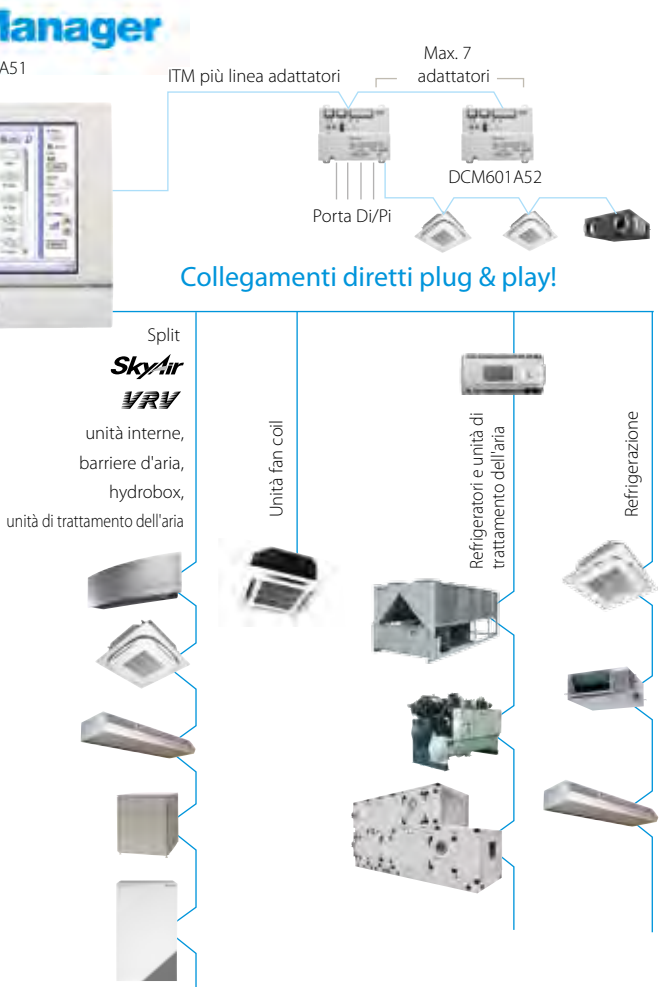 Manager
A51
ITM più linea adattatori
Max. 7
adattatori
DCM601A52
Porta Di/Pi
Collegamenti diretti plug & play!
Split
SkyAir
VRV
unità interne,
barriere d'aria,
hydrobox,
unità di trattamento dell'aria
Unità fan coil
Refrigeratori e unità di
trattamento dell'aria
Refrigerazione